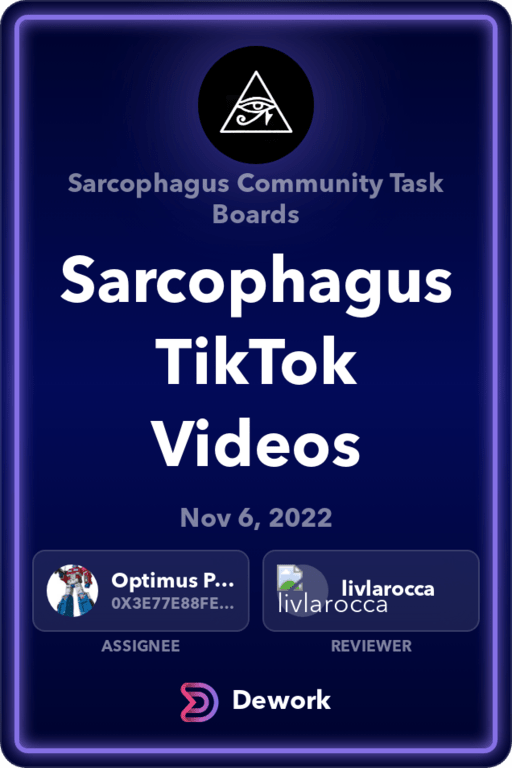 Sarcophagus Community Task
Boards
Sarcophagus
TikTok
Videos
Nov 6, 2022
Optimus P...
0X3E77E88FE...
ASSIGNEE
livlarocca
livlarocca
REVIEWER
Dework